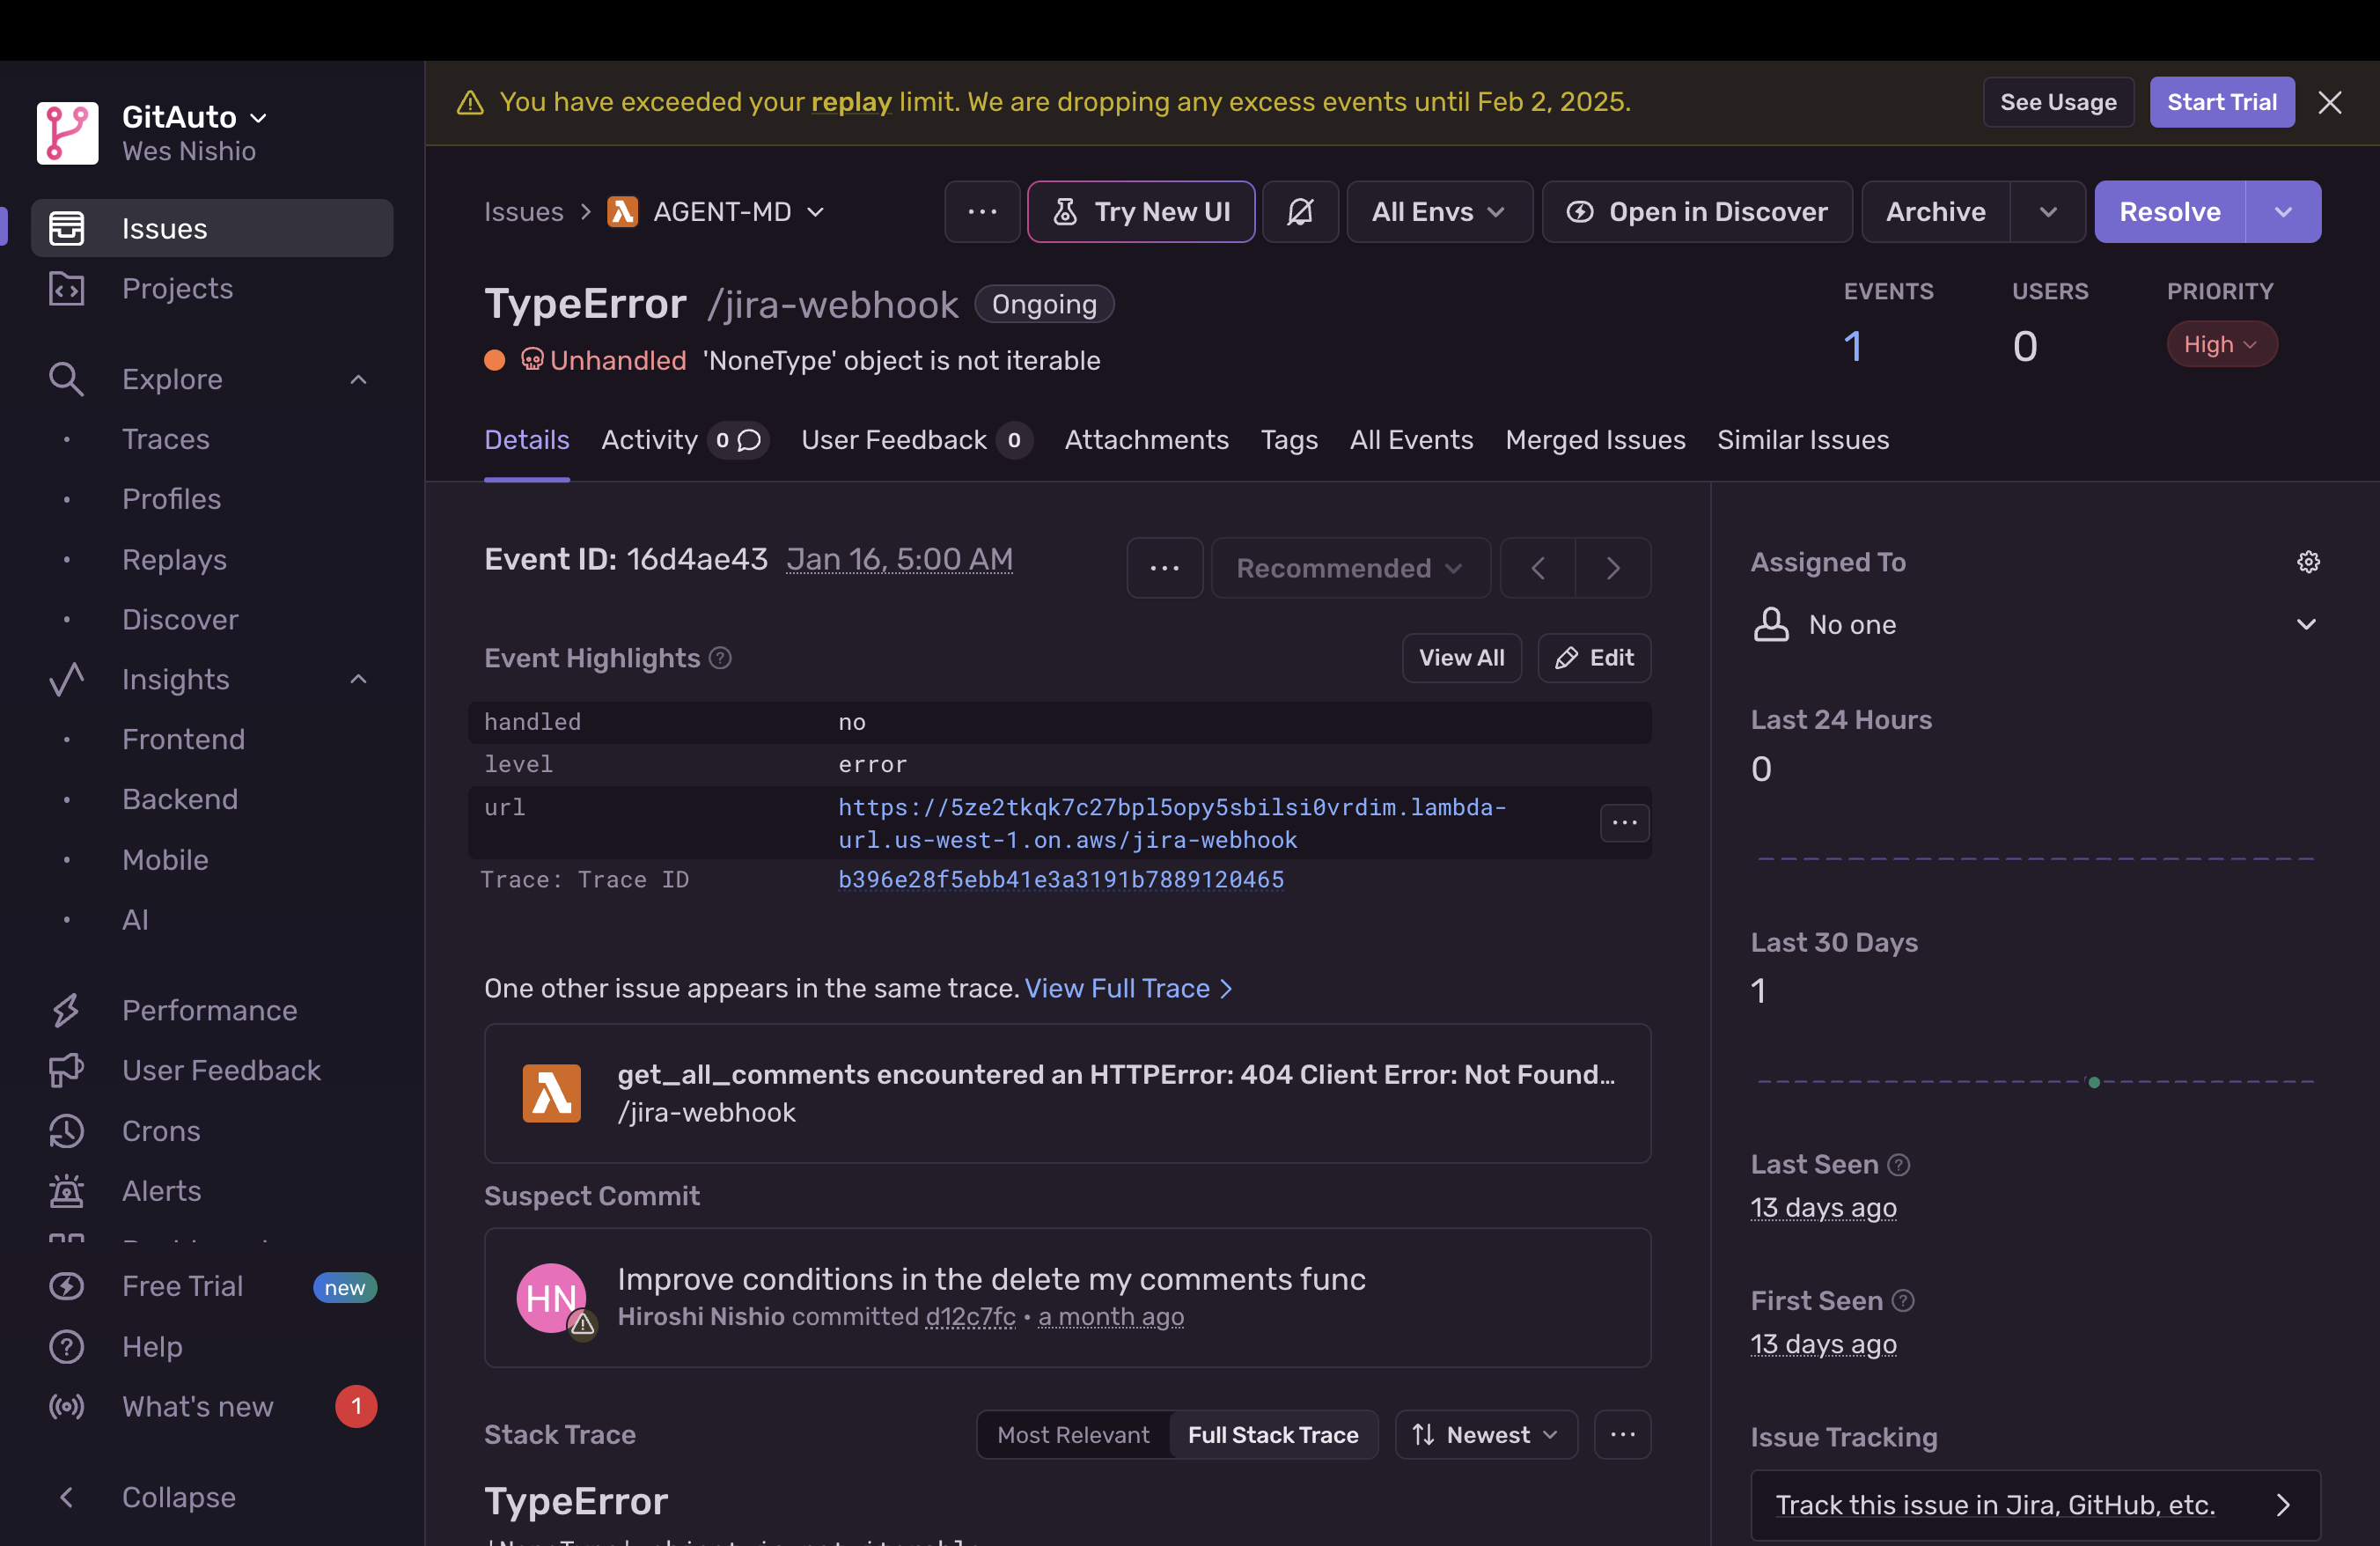 GitAuto
Wes Nishio
Issues
Projects
Explore
Traces
Profiles
Replays
Discover
Insights
Frontend
Backend
Mobile
AI
Performance
User Feedback
Crons
Alerts
Free Trial new
Help
What's new 1
Collapse
You have exceeded your replay limit. We are dropping any excess events until Feb 2, 2025.
See Usage
Start Trial
Issues > AGENT-MD
Try New UI
All Envs
Open in Discover
Archive
Resolve
TypeError /jira-webhook Ongoing
Unhandled 'NoneType' object is not iterable
EVENTS
1
USERS
0
PRIORITY
High
Details
Activity 0
User Feedback 0
Attachments
Tags
All Events
Merged Issues
Similar Issues
Event ID: 16d4ae43 Jan 16, 5:00 AM
Recommended
Event Highlights ?
View All
Edit
handled no
level error
url https://5ze2tkqk7c27bpl5opy5sbilsi0vrdim.lambda-
url.us-west-1.on.aws/jira-webhook
Trace: Trace ID b396e28f5ebb41e3a3191b7889120465
One other issue appears in the same trace. View Full Trace >
get_all_comments encountered an HTTPError: 404 Client Error: Not Found…
/jira-webhook
Suspect Commit
HN
Improve conditions in the delete my comments func
Hiroshi Nishio committed d12c7fc • a month ago
Stack Trace
Most Relevant
Full Stack Trace
Newest
TypeError
Assigned To
No one
Last 24 Hours
0
Last 30 Days
1
Last Seen ?
13 days ago
First Seen ?
13 days ago
Issue Tracking
Track this issue in Jira, GitHub, etc.